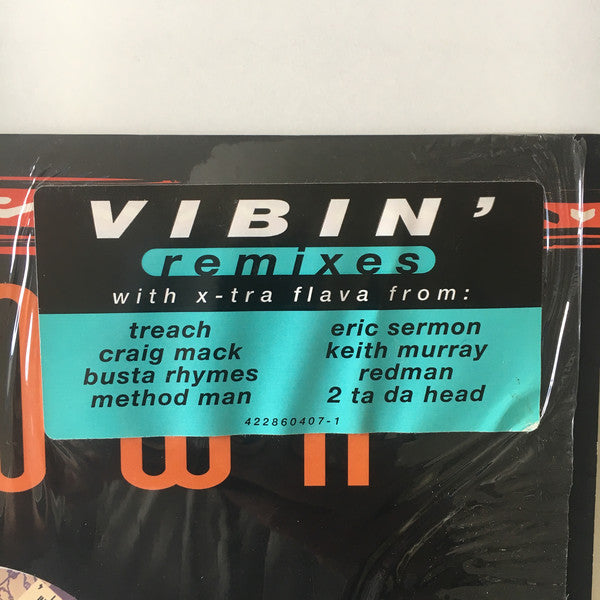 VIBIN'
remixes
with x-tra flava from:
treach
craig mack
busta rhymes
method man
eric sermon
keith murray
redman
2 ta da head
422860407-1
own